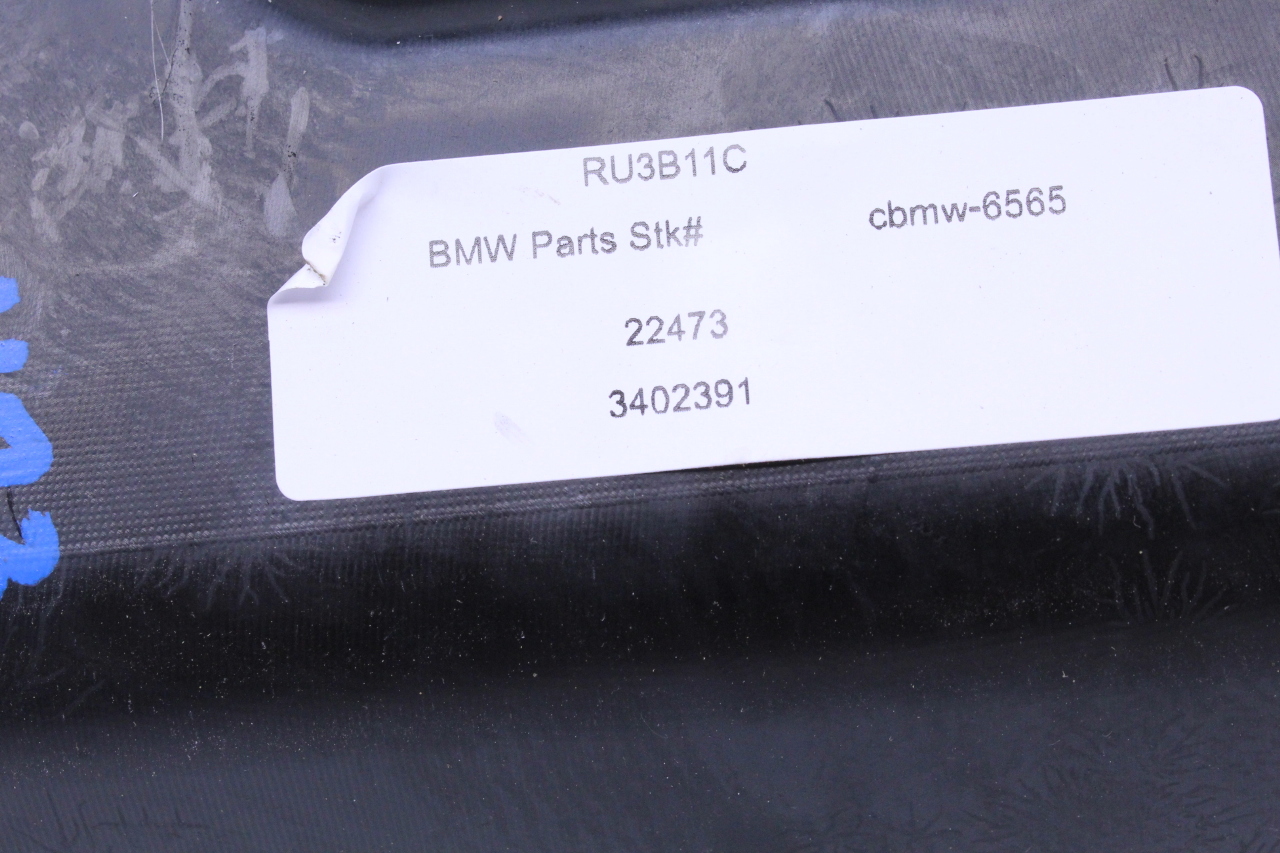 RU3B11C
BMW Parts Stk# cbmw-6565
22473
3402391